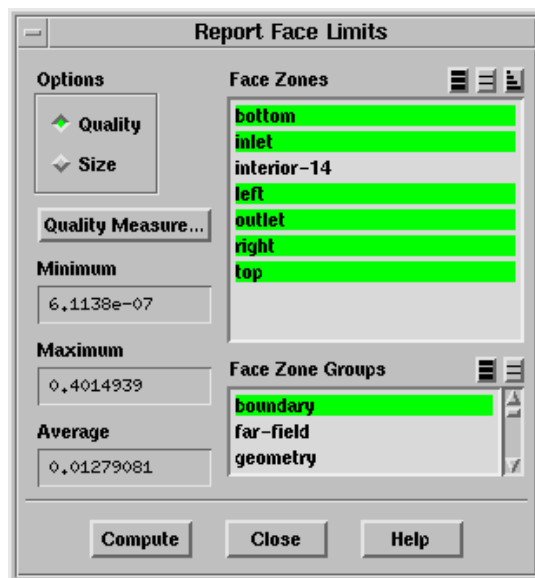 Report Face Limits
Options
Quality
Size
Quality Measure...
Minimum
6.1138e-07
Maximum
0.4014939
Average
0.01279081
Face Zones
bottom
inlet
interior-14
left
outlet
right
top
Face Zone Groups
boundary
far-field
geometry
Compute
Close
Help